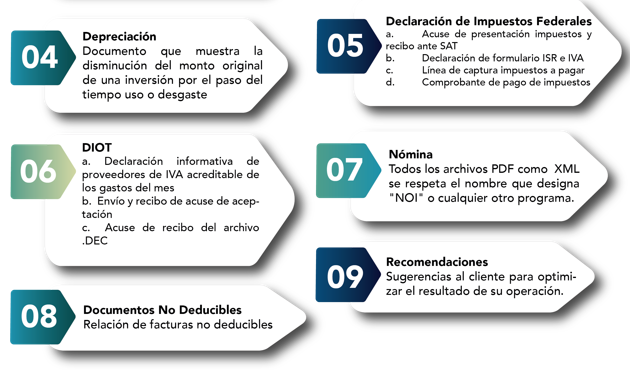 04
Depreciación
Documento que muestra la
disminución del monto original
de una inversión por el paso del
tiempo uso o desgaste
05
Declaración de Impuestos Federales
a. Acuse de presentación impuestos y
recibo ante SAT
b. Declaración de formulario ISR e IVA
c. Línea de captura impuestos a pagar
d. Comprobante de pago de impuestos
06
DIOT
a. Declaración informativa de
proveedores de IVA acreditable de
los gastos del mes
b. Envío y recibo de acuse de acep-
tación
c. Acuse de recibo del archivo
.DEC
07
Nómina
Todos los archivos PDF como XML
se respeta el nombre que designa
"NOI" o cualquier otro programa.
08
Documentos No Deducibles
Relación de facturas no deducibles
09
Recomendaciones
Sugerencias al cliente para optimi-
zar el resultado de su operación.